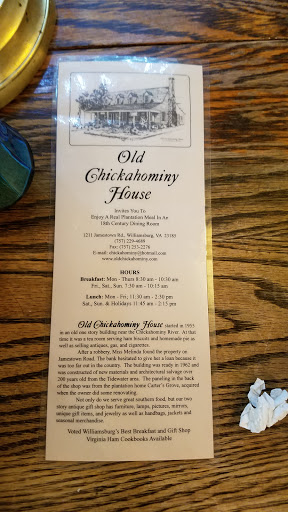 Old
Chickahominy
House
Invites You To
Enjoy A Real Plantation Meal In An
18th Century Dining Room
1211 Jamestown Rd., Williamsburg, VA 23185
(757) 229-4689
Fax: (757) 253-2276
E-mail: chickahominy@hotmail.com
www.oldchickahominy.com
HOURS
Breakfast: Mon - Thurs 8:30 am - 10:30 am
Fri., Sat., Sun. 7:30 am - 10:15 am
Lunch: Mon - Fri; 11:30 am - 2:30 pm
Sat., Sun. & Holidays 11:45 am - 2:15 pm
Old Chickahominy House started in 1955
in an old one story building near the Chickahominy River. At that
time it was a tea room serving ham biscuits and homemade pie as
well as selling antiques, gas, and cigarettes.
After a robbery, Miss Melinda found the property on
Jamestown Road. The bank hesitated to give her a loan because it
was too far out in the country. The building was ready in 1962 and
was constructed of new materials and architectural salvage over
200 years old from the Tidewater area. The paneling in the back
of the shop was from the plantation home Carter's Grove, acquired
when the owner did some renovating.
Not only do we serve great southern food, but our two
story unique gift shop has furniture, lamps, pictures, mirrors,
unique gift items, and jewelry as well as handbags, jackets and
seasonal merchandise.
Voted Williamsburg's Best Breakfast and Gift Shop
Virginia Ham Cookbooks Available